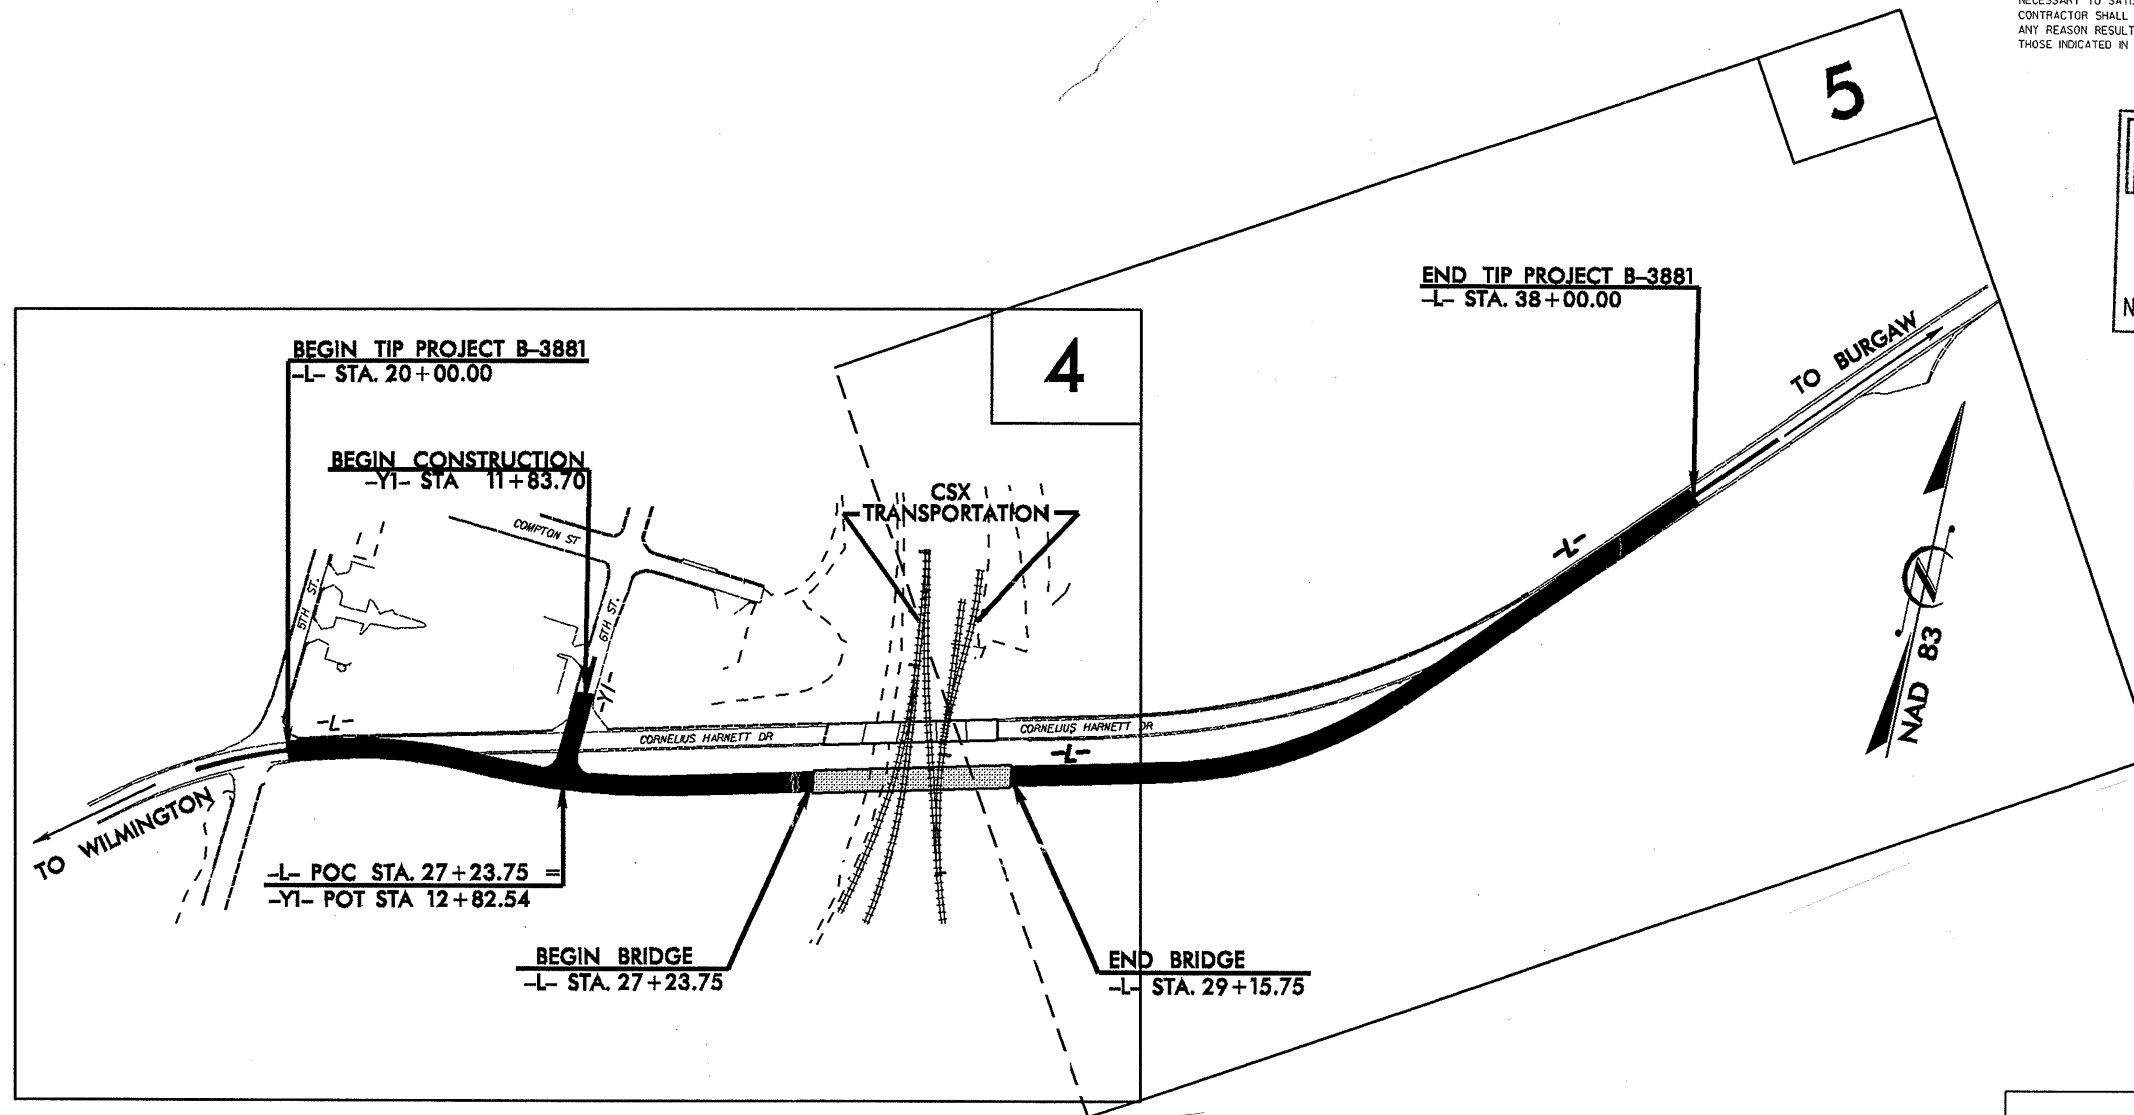 NECESSARY TO SATIS
CONTRACTOR SHALL
ANY REASON RESULT
THOSE INDICATED IN
5
N
END TIP PROJECT B-3881
-L- STA. 38+00.00
4
BEGIN TIP PROJECT B-3881
-L- STA. 20+00.00
TO BURGAW
BEGIN CONSTRUCTION
-Y1- STA 11+83.70
CSX
TRANSPORTATION
COMPTON ST
-L-
5TH ST.
6TH ST.
NAD 83
-Y1-
-L-
CORNELIUS HARNETT DR
CORNELIUS HARNETT DR
-L-
TO WILMINGTON
-L- POC STA. 27+23.75 =
-Y1- POT STA 12+82.54
BEGIN BRIDGE
-L- STA. 27+23.75
END BRIDGE
-L- STA. 29+15.75